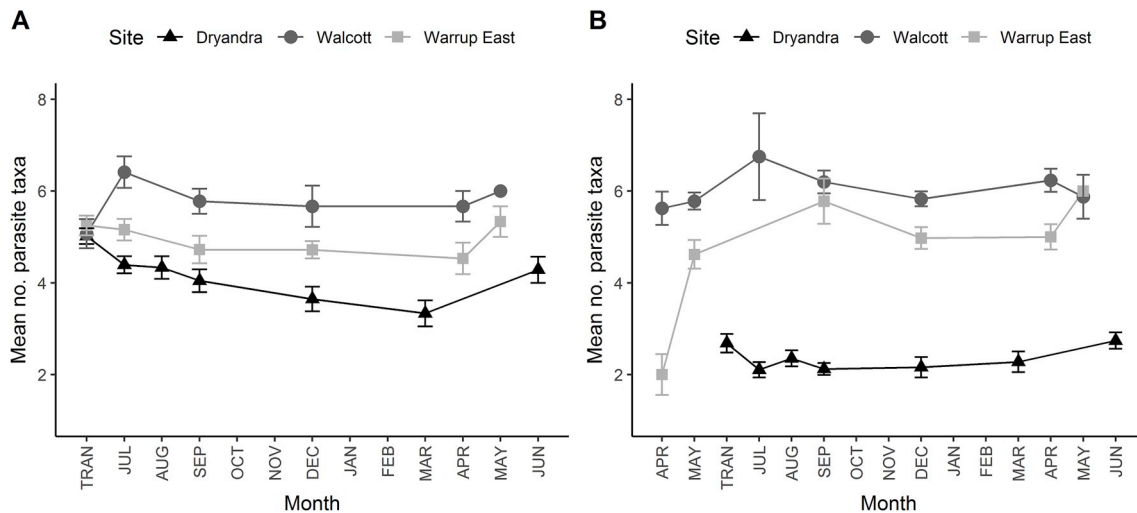 A
Site Dryandra Walcott Warrup East
Mean no. parasite taxa
8
6
4
2
TRAN JUL AUG SEP OCT NOV DEC JAN FEB MAR APR MAY JUN
Month
B
Site Dryandra Walcott Warrup East
Mean no. parasite taxa
8
6
4
2
APR MAY TRAN JUL AUG SEP OCT NOV DEC JAN FEB MAR APR MAY JUN
Month